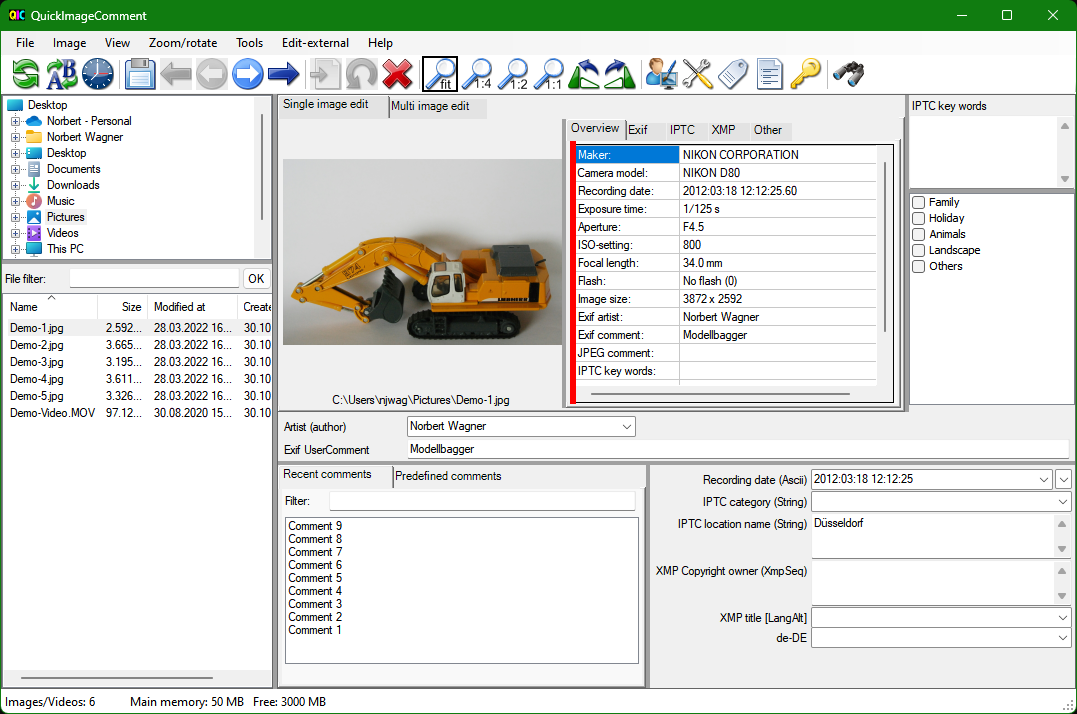 QIC QuickImageComment
File Image View Zoom/rotate Tools Edit-external Help
A B fit 1:4 1:2 1:1
Desktop
Norbert - Personal
Norbert Wagner
Desktop
Documents
Downloads
Music
Pictures
Videos
This PC
File filter: OK
Name Size Modified at Create
Demo-1.jpg 2.592... 28.03.2022 16... 30.10
Demo-2.jpg 3.665... 28.03.2022 16... 30.10
Demo-3.jpg 3.195... 28.03.2022 16... 30.10
Demo-4.jpg 3.611... 28.03.2022 16... 30.10
Demo-5.jpg 3.326... 28.03.2022 16... 30.10
Demo-Video.MOV 97.12... 30.08.2020 15... 30.10
Single image edit Multi image edit
874
LIEBHERR
C:\Users\njwag\Pictures\Demo-1.jpg
Overview Exif IPTC XMP Other
Maker: NIKON CORPORATION
Camera model: NIKON D80
Recording date: 2012:03:18 12:12:25.60
Exposure time: 1/125 s
Aperture: F4.5
ISO-setting: 800
Focal length: 34.0 mm
Flash: No flash (0)
Image size: 3872 x 2592
Exif artist: Norbert Wagner
Exif comment: Modellbagger
JPEG comment:
IPTC key words:
IPTC key words
Family
Holiday
Animals
Landscape
Others
Artist (author) Norbert Wagner
Exif UserComment Modellbagger
Recent comments Predefined comments
Filter:
Comment 9
Comment 8
Comment 7
Comment 6
Comment 5
Comment 4
Comment 3
Comment 2
Comment 1
Recording date (Ascii) 2012:03:18 12:12:25
IPTC category (String)
IPTC location name (String) Düsseldorf
XMP Copyright owner (XmpSeq)
XMP title [LangAlt]
de-DE
Images/Videos: 6 Main memory: 50 MB Free: 3000 MB